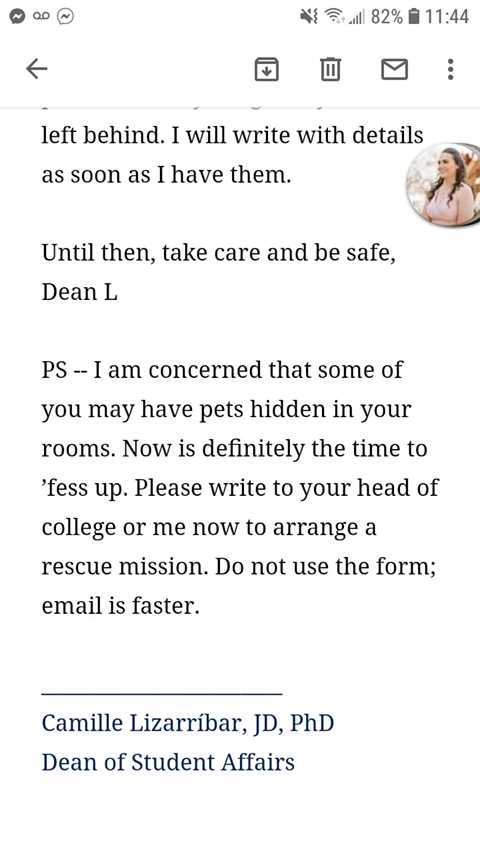 82% 11:44
left behind. I will write with details
as soon as I have them.
Until then, take care and be safe,
Dean L
PS -- I am concerned that some of
you may have pets hidden in your
rooms. Now is definitely the time to
’fess up. Please write to your head of
college or me now to arrange a
rescue mission. Do not use the form;
email is faster.
Camille Lizarríbar, JD, PhD
Dean of Student Affairs